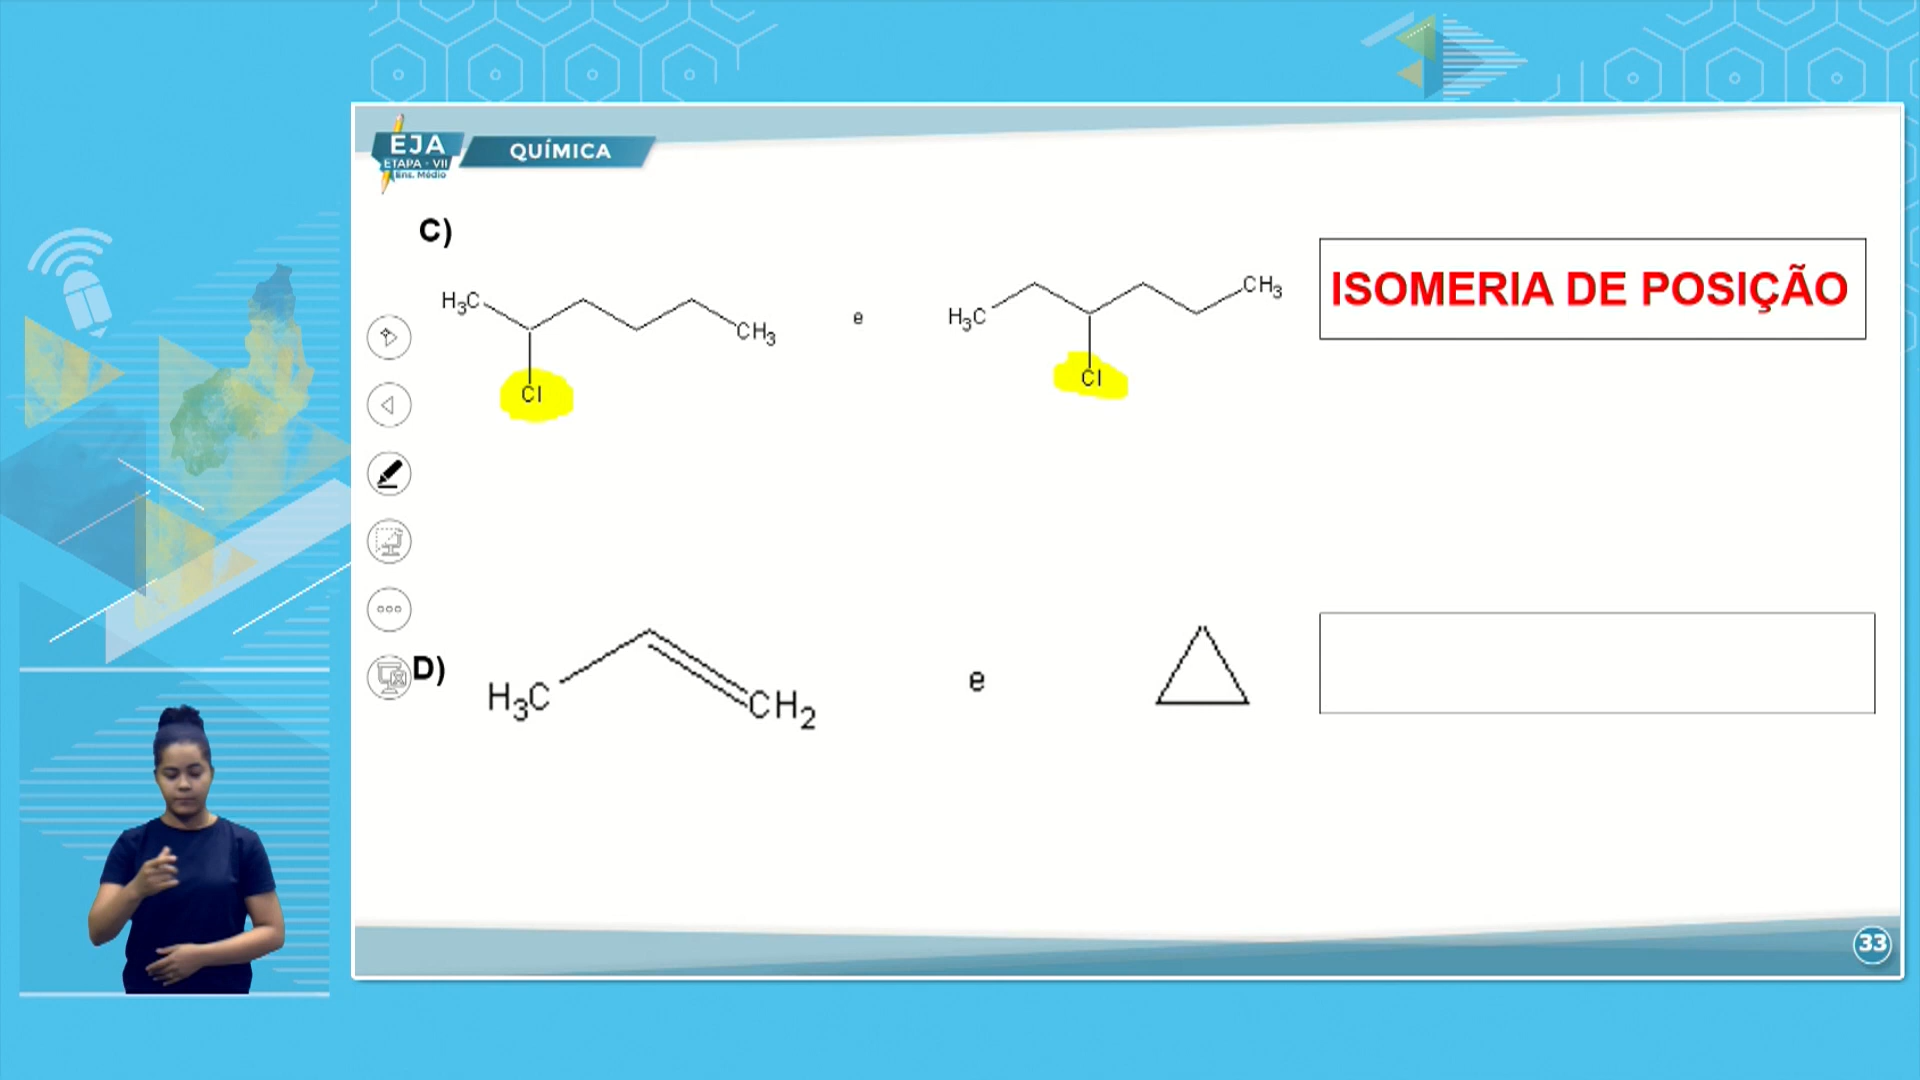 EJA
ETAPA - VII
Ens. Médio
QUÍMICA
C)
H3C CH3 Cl
e
H3C CH3 Cl
ISOMERIA DE POSIÇÃO
D)
H3C CH2
e
33